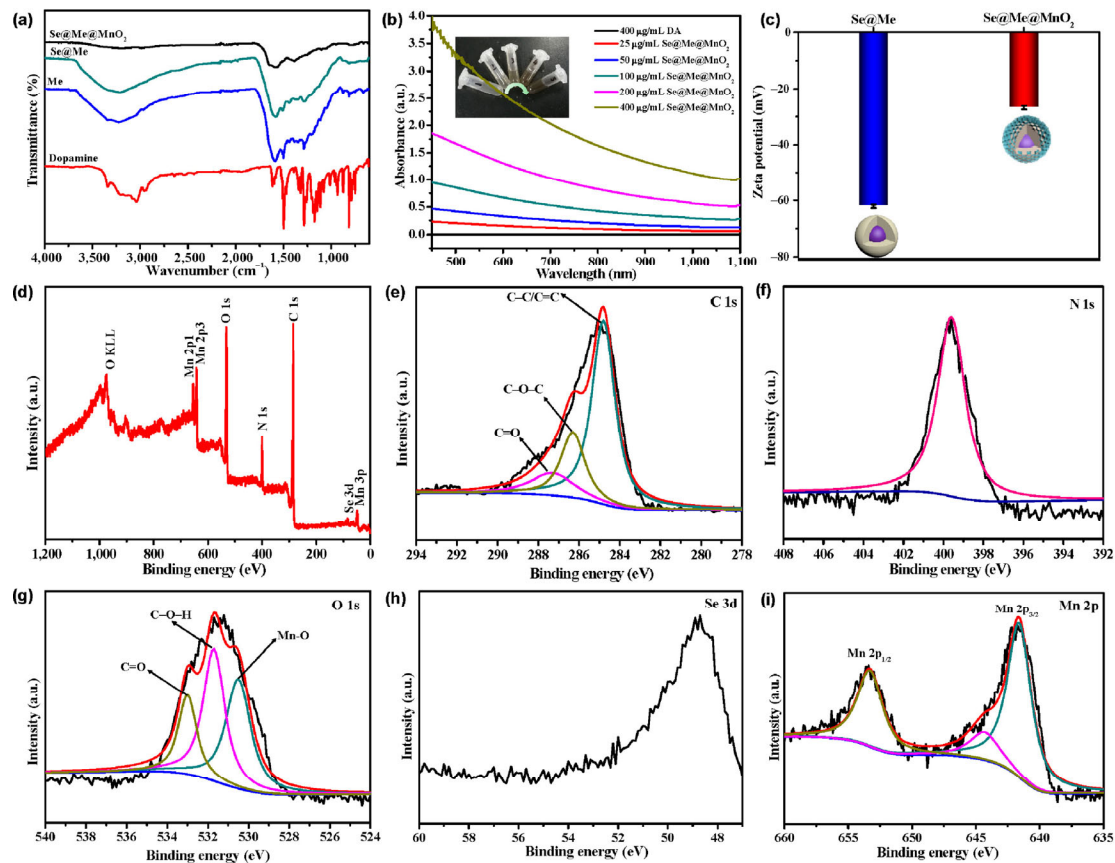 (a)
Se@Me@MnO₂
Se@Me
Me
Dopamine
Transmittance (%)
4,000 3,500 3,000 2,500 2,000 1,500 1,000
Wavenumber (cm⁻¹)
(b)
400 µg/mL DA
25 µg/mL Se@Me@MnO₂
50 µg/mL Se@Me@MnO₂
100 µg/mL Se@Me@MnO₂
200 µg/mL Se@Me@MnO₂
400 µg/mL Se@Me@MnO₂
Absorbance (a.u.)
4.0
3.5
3.0
2.5
2.0
1.5
1.0
0.5
0.0
500 600 700 800 900 1,000 1,100
Wavelength (nm)
(c)
Se@Me Se@Me@MnO₂
Zeta potential (mV)
0
−20
−40
−60
−80
(d)
O KLL
Mn 2p1
Mn 2p3
O 1s
N 1s
C 1s
Se 3d
Mn 3p
Intensity (a.u.)
1,200 1,000 800 600 400 200 0
Binding energy (eV)
(e)
C 1s
C–C/C=C
C–O–C
C=O
Intensity (a.u.)
294 292 290 288 286 284 282 280 278
Binding energy (eV)
(f)
N 1s
Intensity (a.u.)
408 406 404 402 400 398 396 394 392
Binding energy (eV)
(g)
O 1s
C–O–H
Mn-O
C=O
Intensity (a.u.)
540 538 536 534 532 530 528 526 524
Binding energy (eV)
(h)
Se 3d
Intensity (a.u.)
60 58 56 54 52 50 48
Binding energy (eV)
(i)
Mn 2p
Mn 2p₃/₂
Mn 2p₁/₂
Intensity (a.u.)
660 655 650 645 640 635
Binding energy (eV)